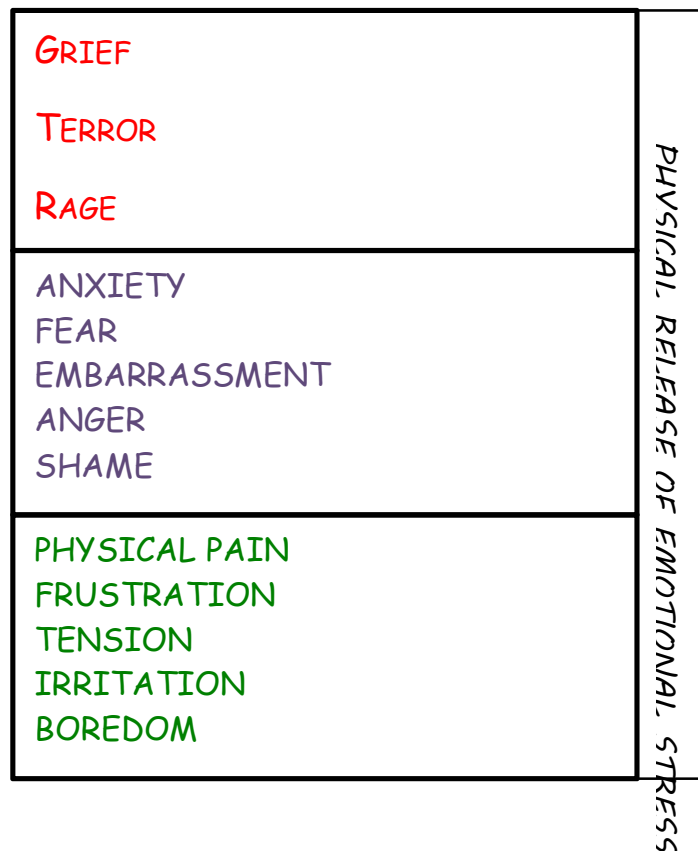 GRIEF
TERROR
RAGE
ANXIETY
FEAR
EMBARRASSMENT
ANGER
SHAME
PHYSICAL PAIN
FRUSTRATION
TENSION
IRRITATION
BOREDOM
PHYSICAL RELEASE OF EMOTIONAL STRESS